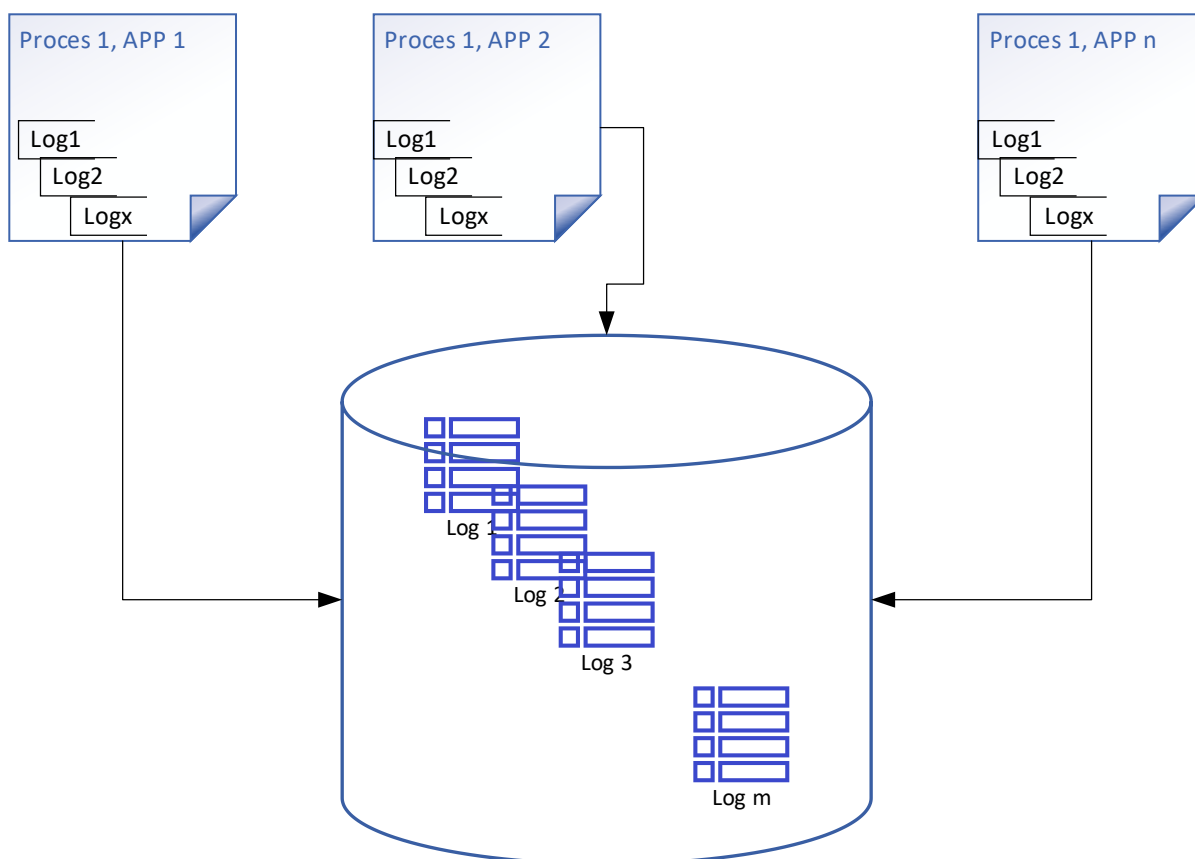 Proces 1, APP 1
Log1
Log2
Logx
Proces 1, APP 2
Log1
Log2
Logx
Proces 1, APP n
Log1
Log2
Logx
Log 1
Log 2
Log 3
Log m